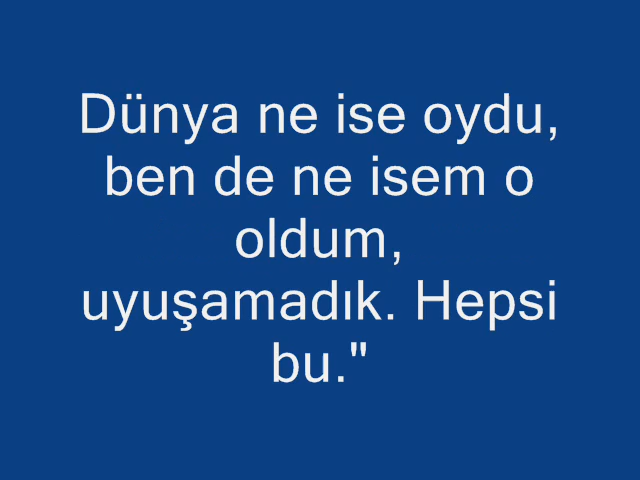 Dünya ne ise oydu,
ben de ne isem o
oldum,
uyuşamadık. Hepsi
bu."